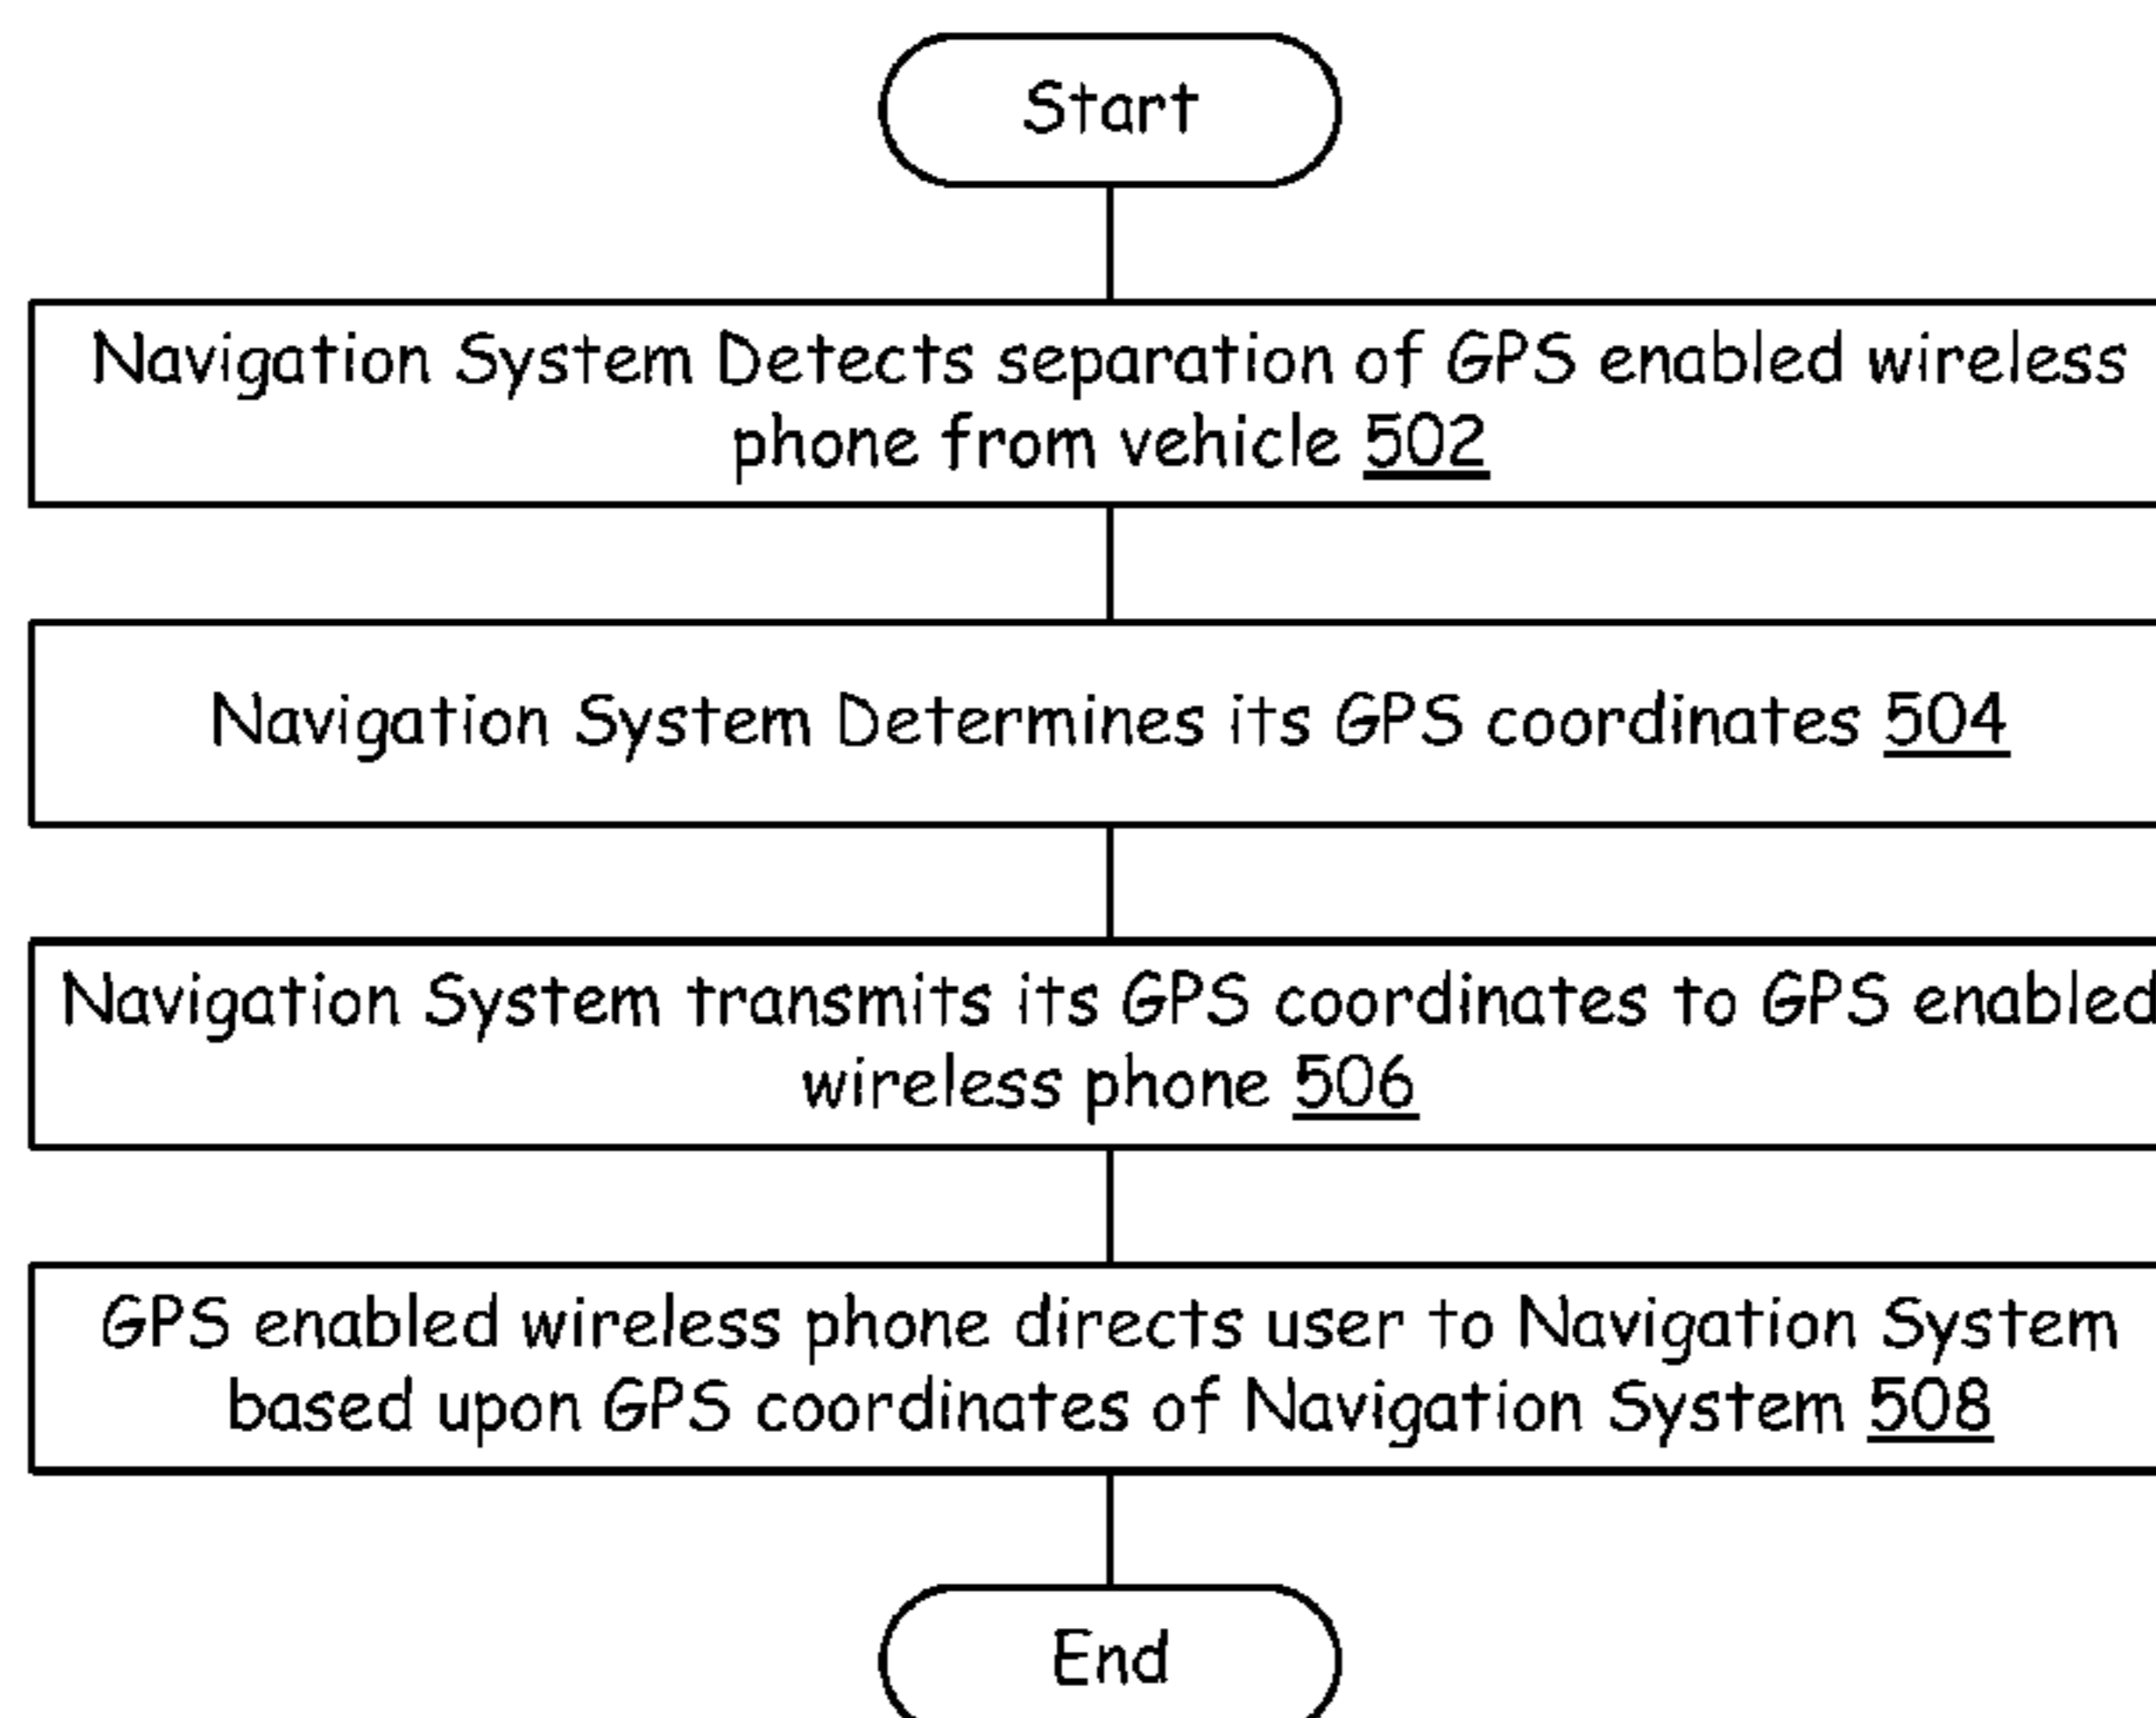 Start
Navigation System Detects separation of GPS enabled wireless
phone from vehicle 502
Navigation System Determines its GPS coordinates 504
Navigation System transmits its GPS coordinates to GPS enabled
wireless phone 506
GPS enabled wireless phone directs user to Navigation System
based upon GPS coordinates of Navigation System 508
End